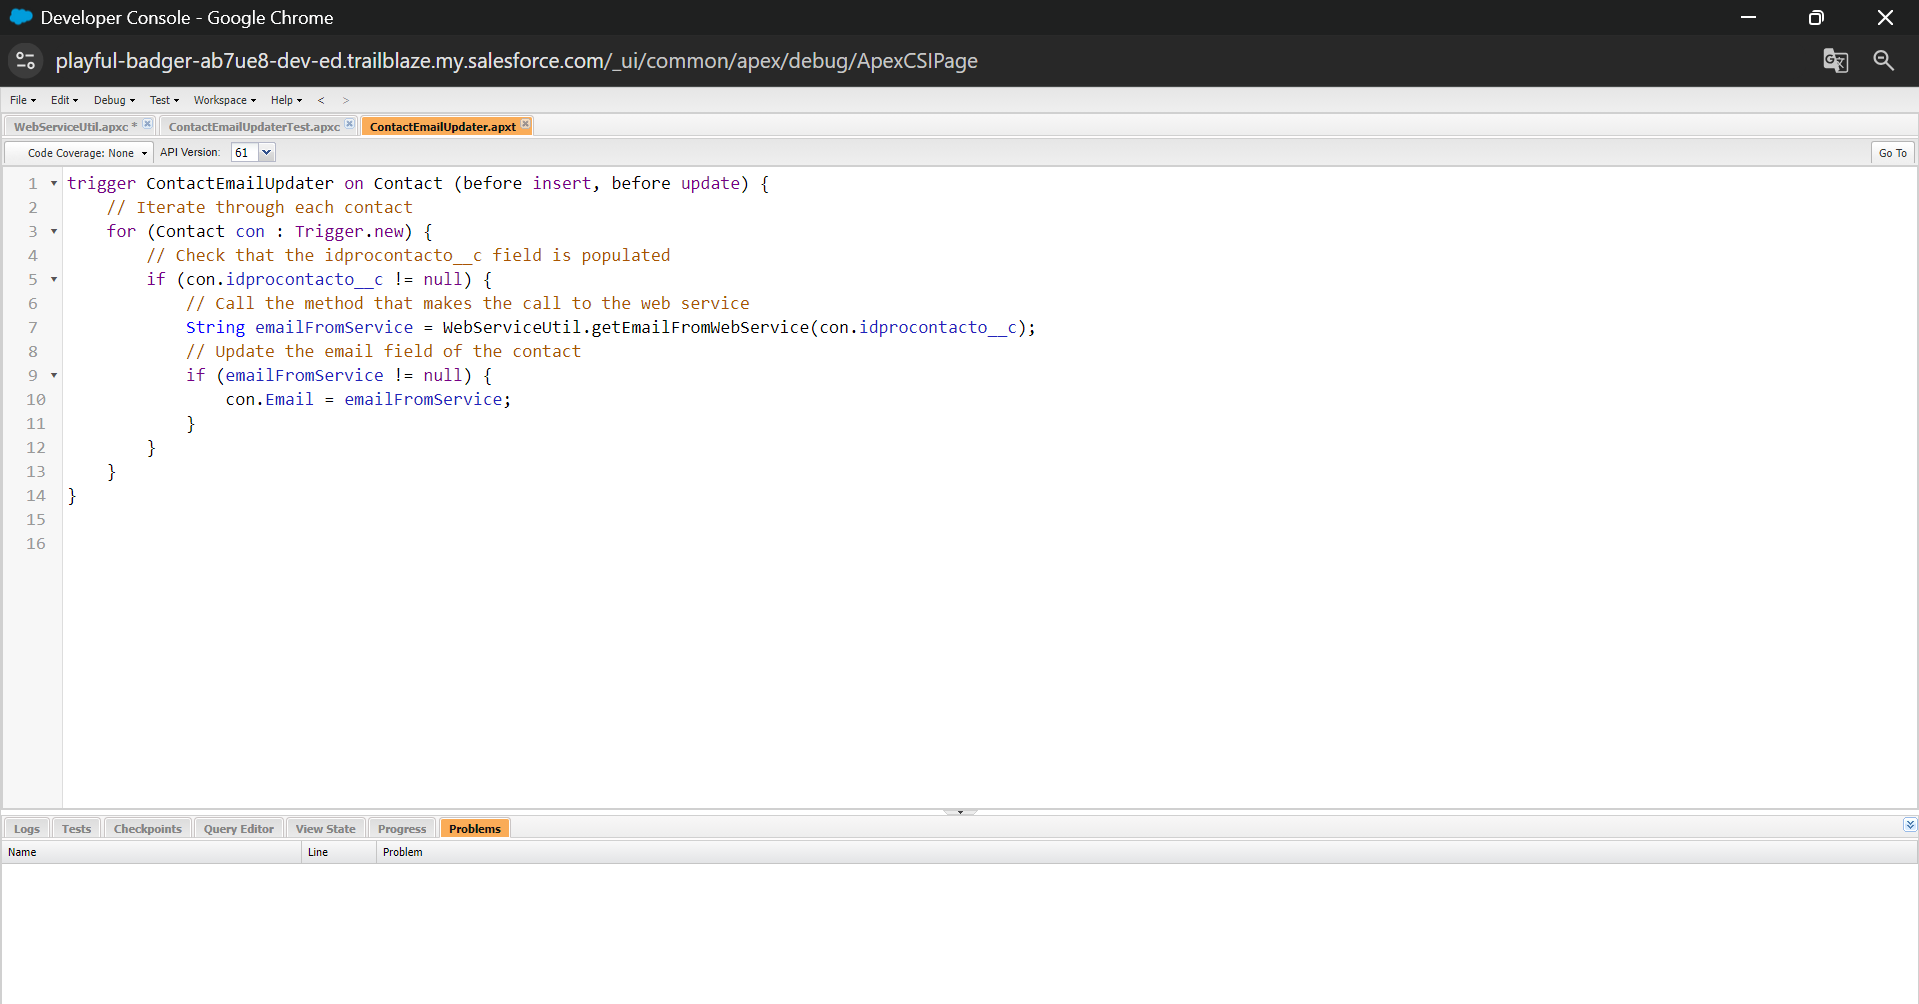 Developer Console - Google Chrome
playful-badger-ab7ue8-dev-ed.trailblaze.my.salesforce.com/_ui/common/apex/debug/ApexCSIPage
File Edit Debug Test Workspace Help < >
WebServiceUtil.apxc * ContactEmailUpdaterTest.apxc ContactEmailUpdater.apxt
Code Coverage: None API Version: 61 Go To
1 trigger ContactEmailUpdater on Contact (before insert, before update) {
2 // Iterate through each contact
3 for (Contact con : Trigger.new) {
4 // Check that the idprocontacto__c field is populated
5 if (con.idprocontacto__c != null) {
6 // Call the method that makes the call to the web service
7 String emailFromService = WebServiceUtil.getEmailFromWebService(con.idprocontacto__c);
8 // Update the email field of the contact
9 if (emailFromService != null) {
10 con.Email = emailFromService;
11 }
12 }
13 }
14 }
15
16
Logs Tests Checkpoints Query Editor View State Progress Problems
Name Line Problem